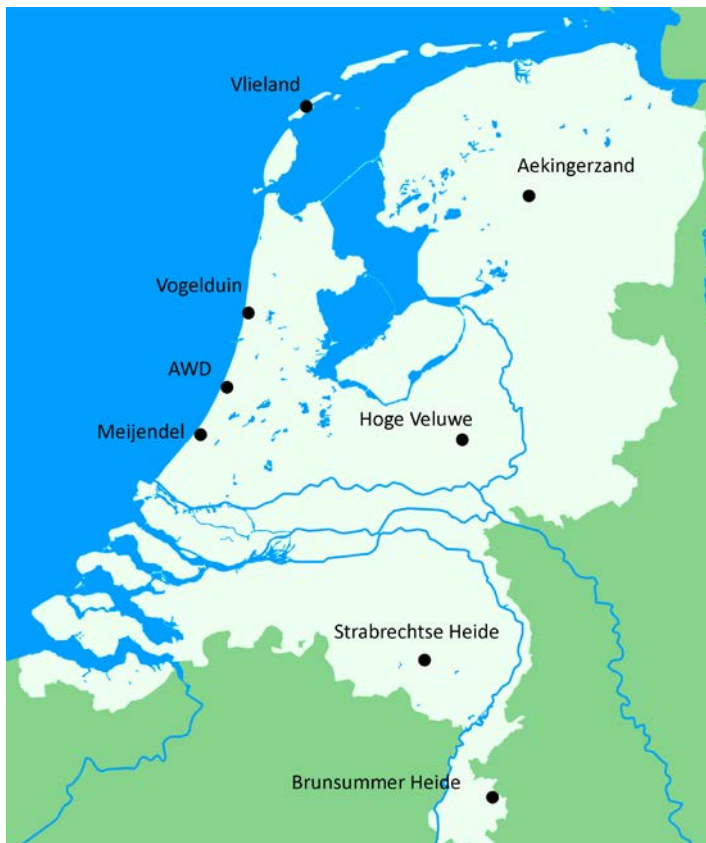 Vlieland
Aekingerzand
Vogelduin
AWD
Meijendel
Hoge Veluwe
Strabrechtse Heide
Brunsummer Heide